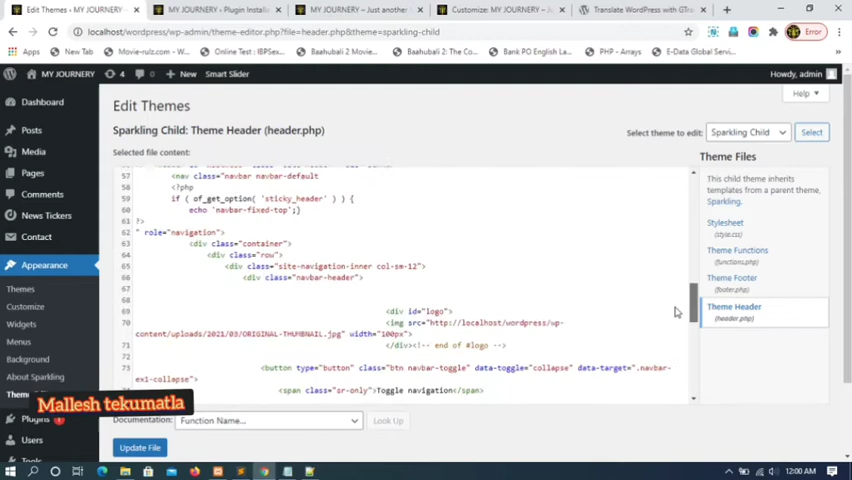 Edit Themes ‹ MY JOURNERY
MY JOURNERY ‹ Plugin Install
MY JOURNERY – Just another
Customize: MY JOURNERY –
Translate WordPress with GTra
localhost/wordpress/wp-admin/theme-editor.php?file=header.php&theme=sparkling-child
Error
Apps
New Tab
Movie-rulz.com -
Online Test : IBPSex...
Baahubali 2 (Mov...
Baahubali 2: The Co...
Bank PO English La...
PHP - Arrays
E-Data Global Servi...
MY JOURNERY
4
0
New
Smart Slider
Howdy, admin
Dashboard
Posts
Media
Pages
Comments
News Tickers
Contact
Appearance
Themes
Customize
Widgets
Menus
Background
About Sparkling
Mallesh tekumatla
Plugins 1
Users
Edit Themes
Help
Sparkling Child: Theme Header (header.php)
Select theme to edit:
Sparkling Child
Select
Selected file content:
57 <nav class="navbar navbar-default
58 <?php
59 if ( of_get_option( 'sticky_header' ) ) {
60 echo 'navbar-fixed-top';}
61 ?>
62 " role="navigation">
63 <div class="container">
64 <div class="row">
65 <div class="site-navigation-inner col-sm-12">
66 <div class="navbar-header">
67
68
69 <div id="logo">
70 <img src="http://localhost/wordpress/wp-
content/uploads/2021/03/ORIGINAL-THUMBNAIL.jpg" width="100px">
71 </div><!-- end of #logo -->
72
73 <button type="button" class="btn navbar-toggle" data-toggle="collapse" data-target=".navbar-
ex1-collapse">
74 <span class="sr-only">Toggle navigation</span>
Theme Files
This child theme inherits
templates from a parent theme,
Sparkling.
Stylesheet
(style.css)
Theme Functions
(functions.php)
Theme Footer
(footer.php)
Theme Header
(header.php)
Documentation:
Function Name...
Look Up
Update File
12:00 AM